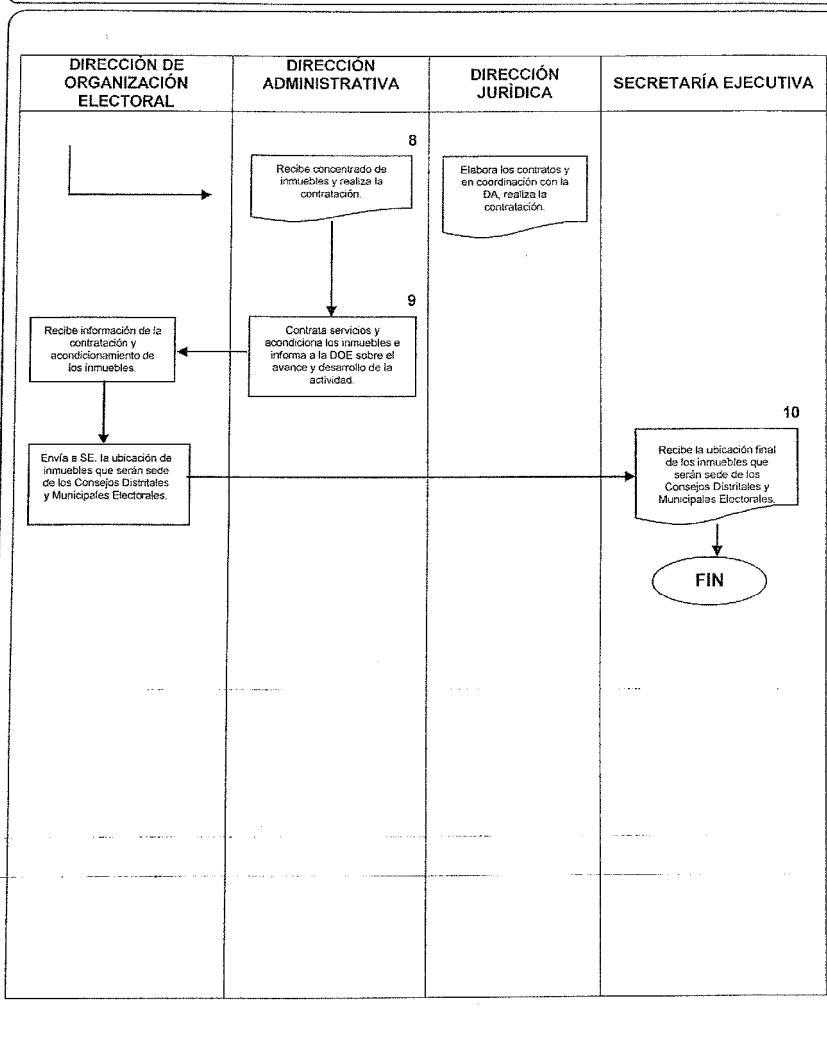 DIRECCIÓN DE
ORGANIZACIÓN
ELECTORAL
DIRECCIÓN
ADMINISTRATIVA
DIRECCIÓN
JURÌDICA
SECRETARÍA EJECUTIVA
8
Recibe concentrado de
inmuebles y realiza la
contratación.
Elabora los contratos y
en coordinación con la
DA, realiza la
contratación.
9
Recibe información de la
contratación y
acondicionamiento de
los inmuebles.
Contrata servicios y
acondiciona los inmuebles e
informa a la DOE sobre el
avance y desarrollo de la
actividad.
10
Envía a SE. la ubicación de
inmuebles que serán sede
de los Consejos Distritales
y Municipales Electorales.
Recibe la ubicación final
de los inmuebles que
serán sede de los
Consejos Distritales y
Municipales Electorales.
FIN